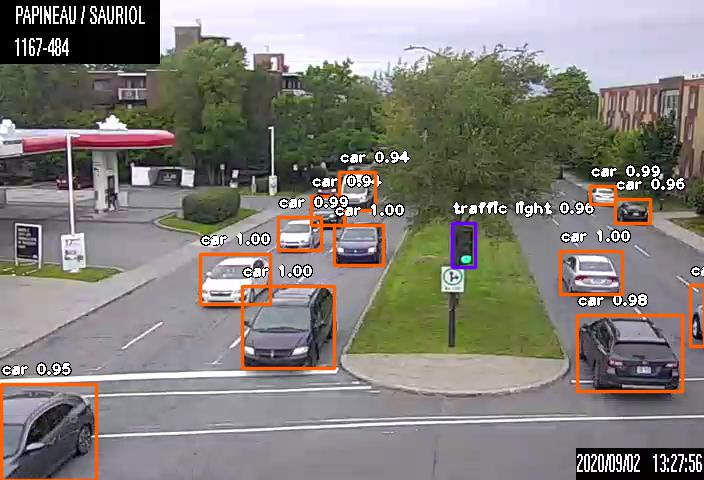 PAPINEAU / SAURIOL
1167-484
car 0.94
car 0.94
car 0.99
car 1.00
car 1.00
car 1.00
car 0.95
traffic light 0.96
car 0.99
car 0.96
car 1.00
car 0.98
ca
2020/09/02 13:27:56